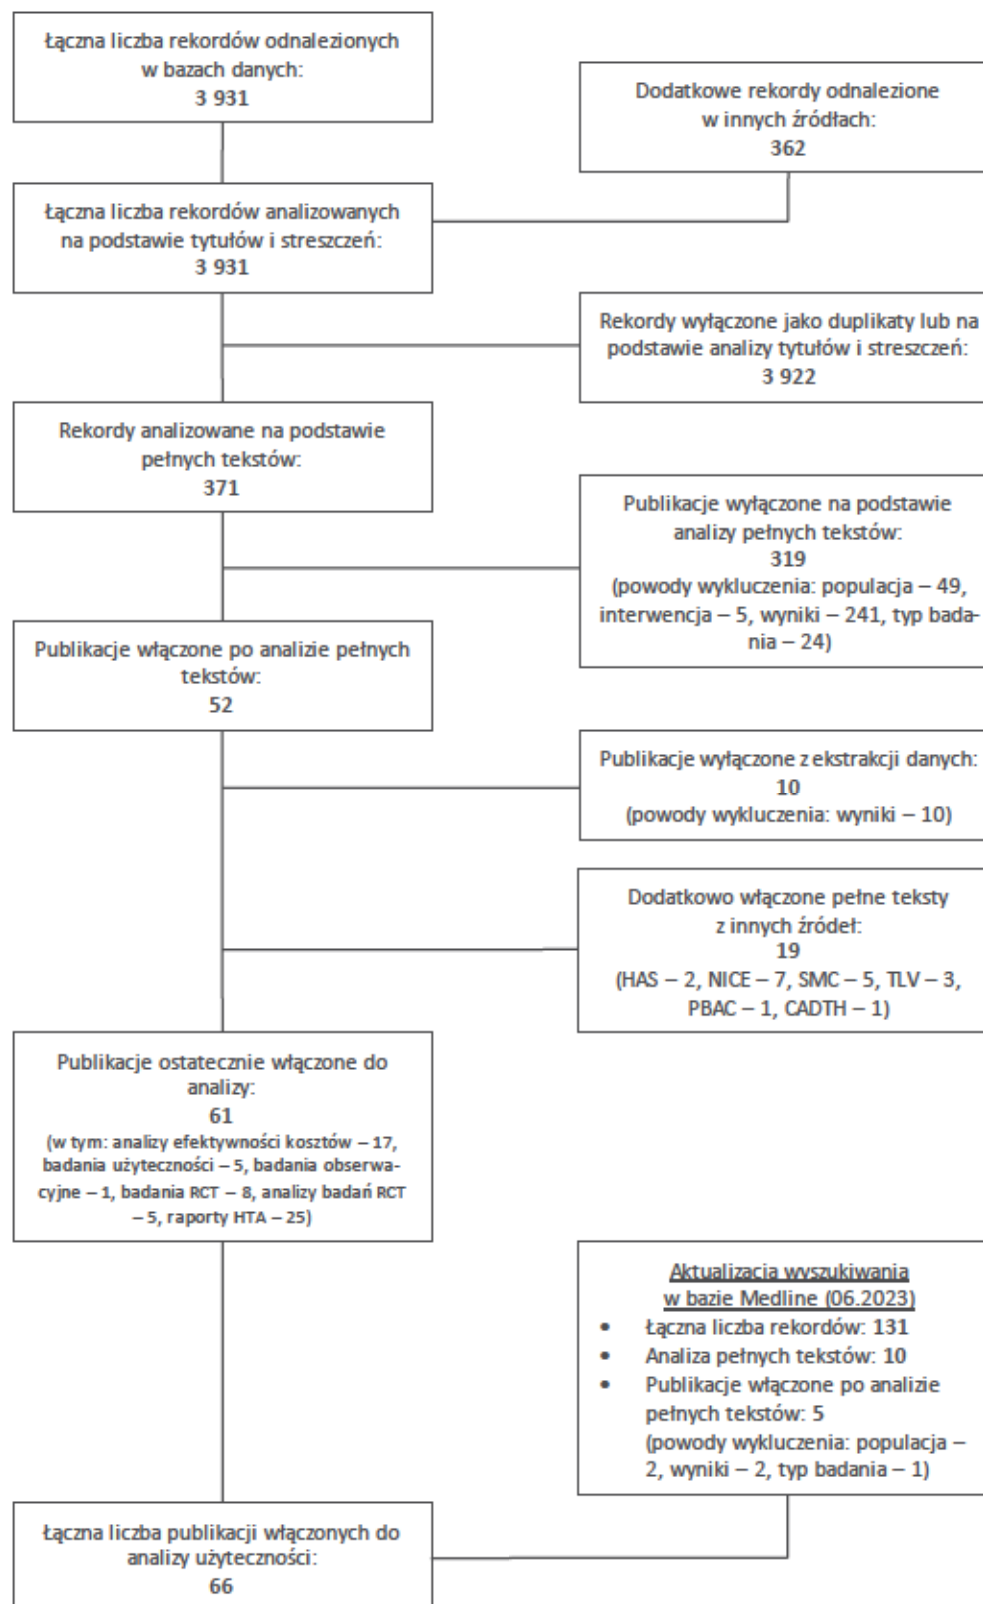 Łączna liczba rekordów odnalezionych
w bazach danych:
3 931
Dodatkowe rekordy odnalezione
w innych źródłach:
362
Łączna liczba rekordów analizowanych
na podstawie tytułów i streszczeń:
3 931
Rekordy wyłączone jako duplikaty lub na
podstawie analizy tytułów i streszczeń:
3 922
Rekordy analizowane na podstawie
pełnych tekstów:
371
Publikacje wyłączone na podstawie
analizy pełnych tekstów:
319
(powody wykluczenia: populacja – 49,
interwencja – 5, wyniki – 241, typ bada-
nia – 24)
Publikacje włączone po analizie pełnych
tekstów:
52
Publikacje wyłączone z ekstrakcji danych:
10
(powody wykluczenia: wyniki – 10)
Dodatkowo włączone pełne teksty
z innych źródeł:
19
(HAS – 2, NICE – 7, SMC – 5, TLV – 3,
PBAC – 1, CADTH – 1)
Publikacje ostatecznie włączone do
analizy:
61
(w tym: analizy efektywności kosztów – 17,
badania użyteczności – 5, badania obserwa-
cyjne – 1, badania RCT – 8, analizy badań RCT
– 5, raporty HTA – 25)
Aktualizacja wyszukiwania
w bazie Medline (06.2023)
• Łączna liczba rekordów: 131
• Analiza pełnych tekstów: 10
• Publikacje włączone po analizie
pełnych tekstów: 5
(powody wykluczenia: populacja –
2, wyniki – 2, typ badania – 1)
Łączna liczba publikacji włączonych do
analizy użyteczności:
66